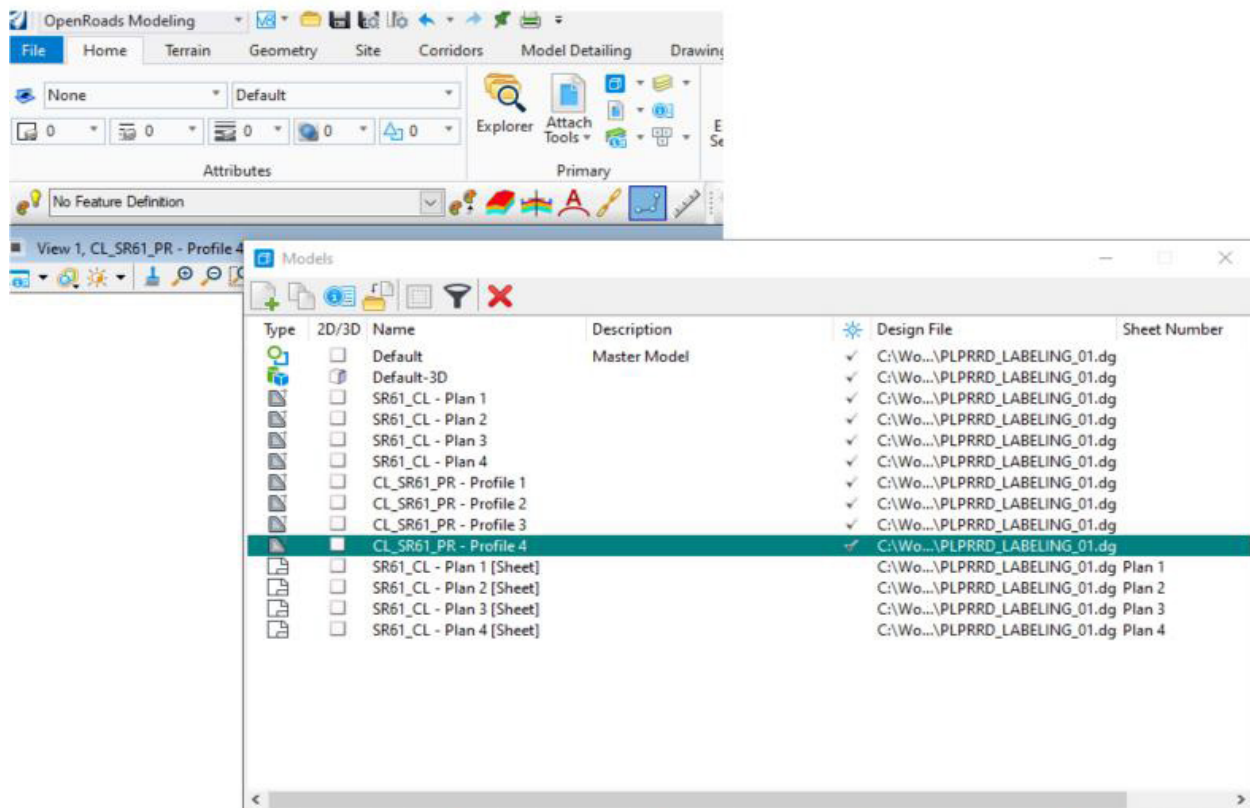 OpenRoads Modeling
File Home Terrain Geometry Site Corridors Model Detailing Drawing
None Default
Explorer Attach Tools
0 0 0 0 0
Attributes Primary
No Feature Definition
View 1, CL_SR61_PR - Profile 4
Models
Type 2D/3D Name Description Design File Sheet Number
Default Master Model C:\Wo...\PLPRRD_LABELING_01.dg
Default-3D C:\Wo...\PLPRRD_LABELING_01.dg
SR61_CL - Plan 1 C:\Wo...\PLPRRD_LABELING_01.dg
SR61_CL - Plan 2 C:\Wo...\PLPRRD_LABELING_01.dg
SR61_CL - Plan 3 C:\Wo...\PLPRRD_LABELING_01.dg
SR61_CL - Plan 4 C:\Wo...\PLPRRD_LABELING_01.dg
CL_SR61_PR - Profile 1 C:\Wo...\PLPRRD_LABELING_01.dg
CL_SR61_PR - Profile 2 C:\Wo...\PLPRRD_LABELING_01.dg
CL_SR61_PR - Profile 3 C:\Wo...\PLPRRD_LABELING_01.dg
CL_SR61_PR - Profile 4 C:\Wo...\PLPRRD_LABELING_01.dg
SR61_CL - Plan 1 [Sheet] C:\Wo...\PLPRRD_LABELING_01.dg Plan 1
SR61_CL - Plan 2 [Sheet] C:\Wo...\PLPRRD_LABELING_01.dg Plan 2
SR61_CL - Plan 3 [Sheet] C:\Wo...\PLPRRD_LABELING_01.dg Plan 3
SR61_CL - Plan 4 [Sheet] C:\Wo...\PLPRRD_LABELING_01.dg Plan 4